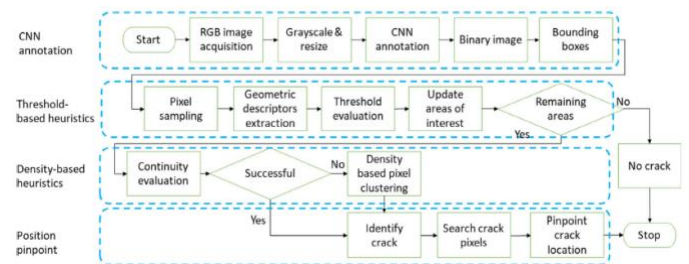 CNN
annotation
Start
RGB image
acquisition
Grayscale &
resize
CNN
annotation
Binary image
Bounding
boxes
Threshold-
based heuristics
Pixel
sampling
Geometric
descriptors
extraction
Threshold
evaluation
Update
areas of
interest
Remaining
areas
No
Yes
Density-based
heuristics
Continuity
evaluation
Successful
No
Density
based pixel
clustering
No crack
Yes
Position
pinpoint
Identify
crack
Search crack
pixels
Pinpoint
crack
location
Stop